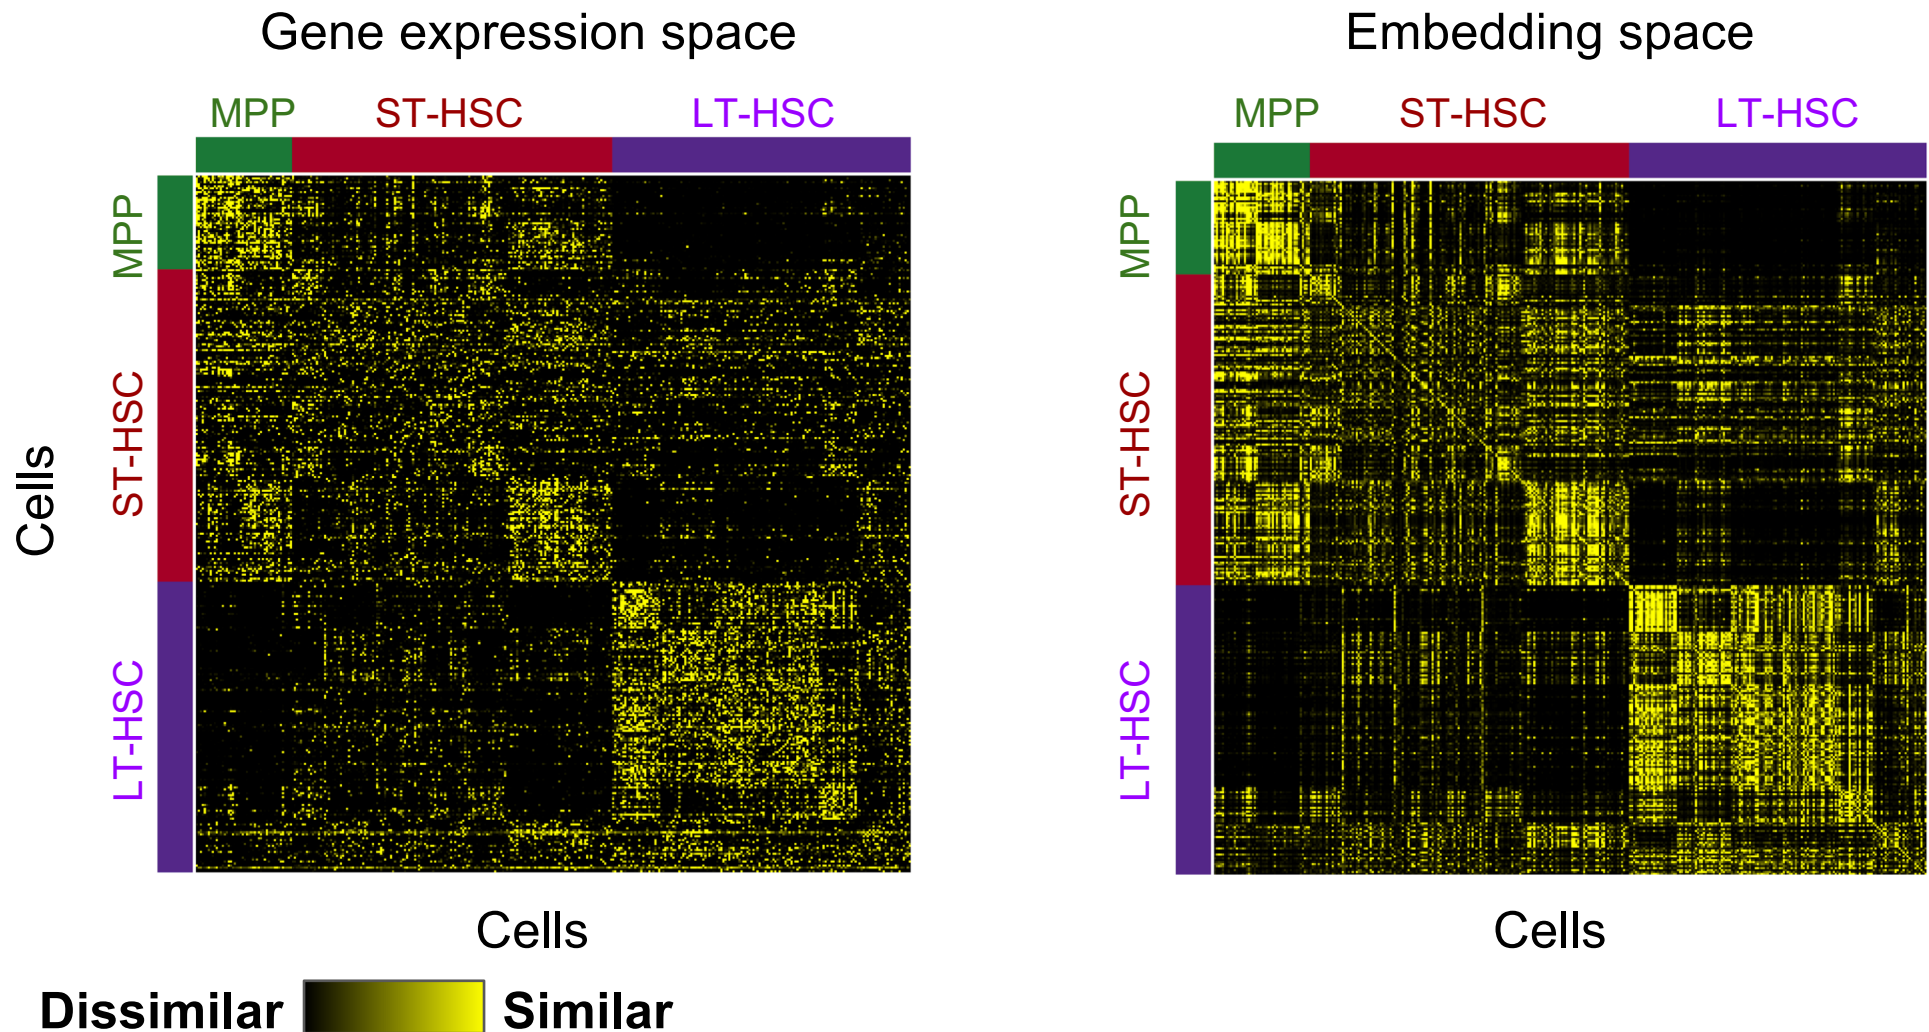 Gene expression space
Embedding space
MPP ST-HSC LT-HSC
MPP ST-HSC LT-HSC
MPP
ST-HSC
LT-HSC
Cells
MPP
ST-HSC
LT-HSC
Cells
Cells
Dissimilar Similar